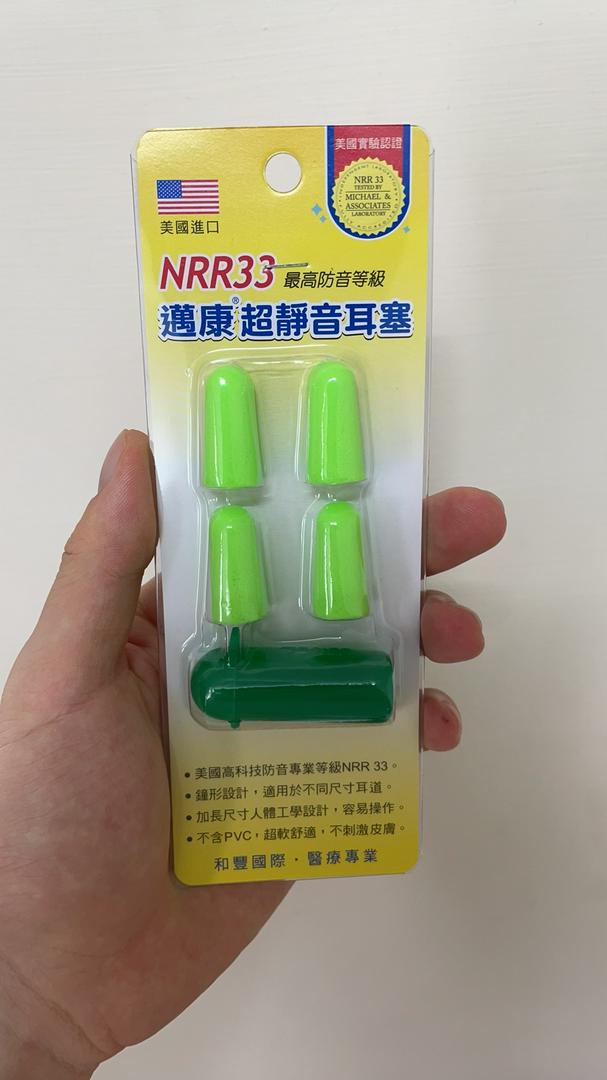 美國實驗認證
INDEPENDENT LABORATORY
NRR 33
TESTED BY
MICHAEL &
ASSOCIATES
LABORATORY
美國進口
NRR33 最高防音等級
邁康®超靜音耳塞
• 美國高科技防音專業等級NRR 33。
• 鐘形設計，適用於不同尺寸耳道。
• 加長尺寸人體工學設計，容易操作。
• 不含PVC，超軟舒適，不刺激皮膚。
和豐國際・醫療專業